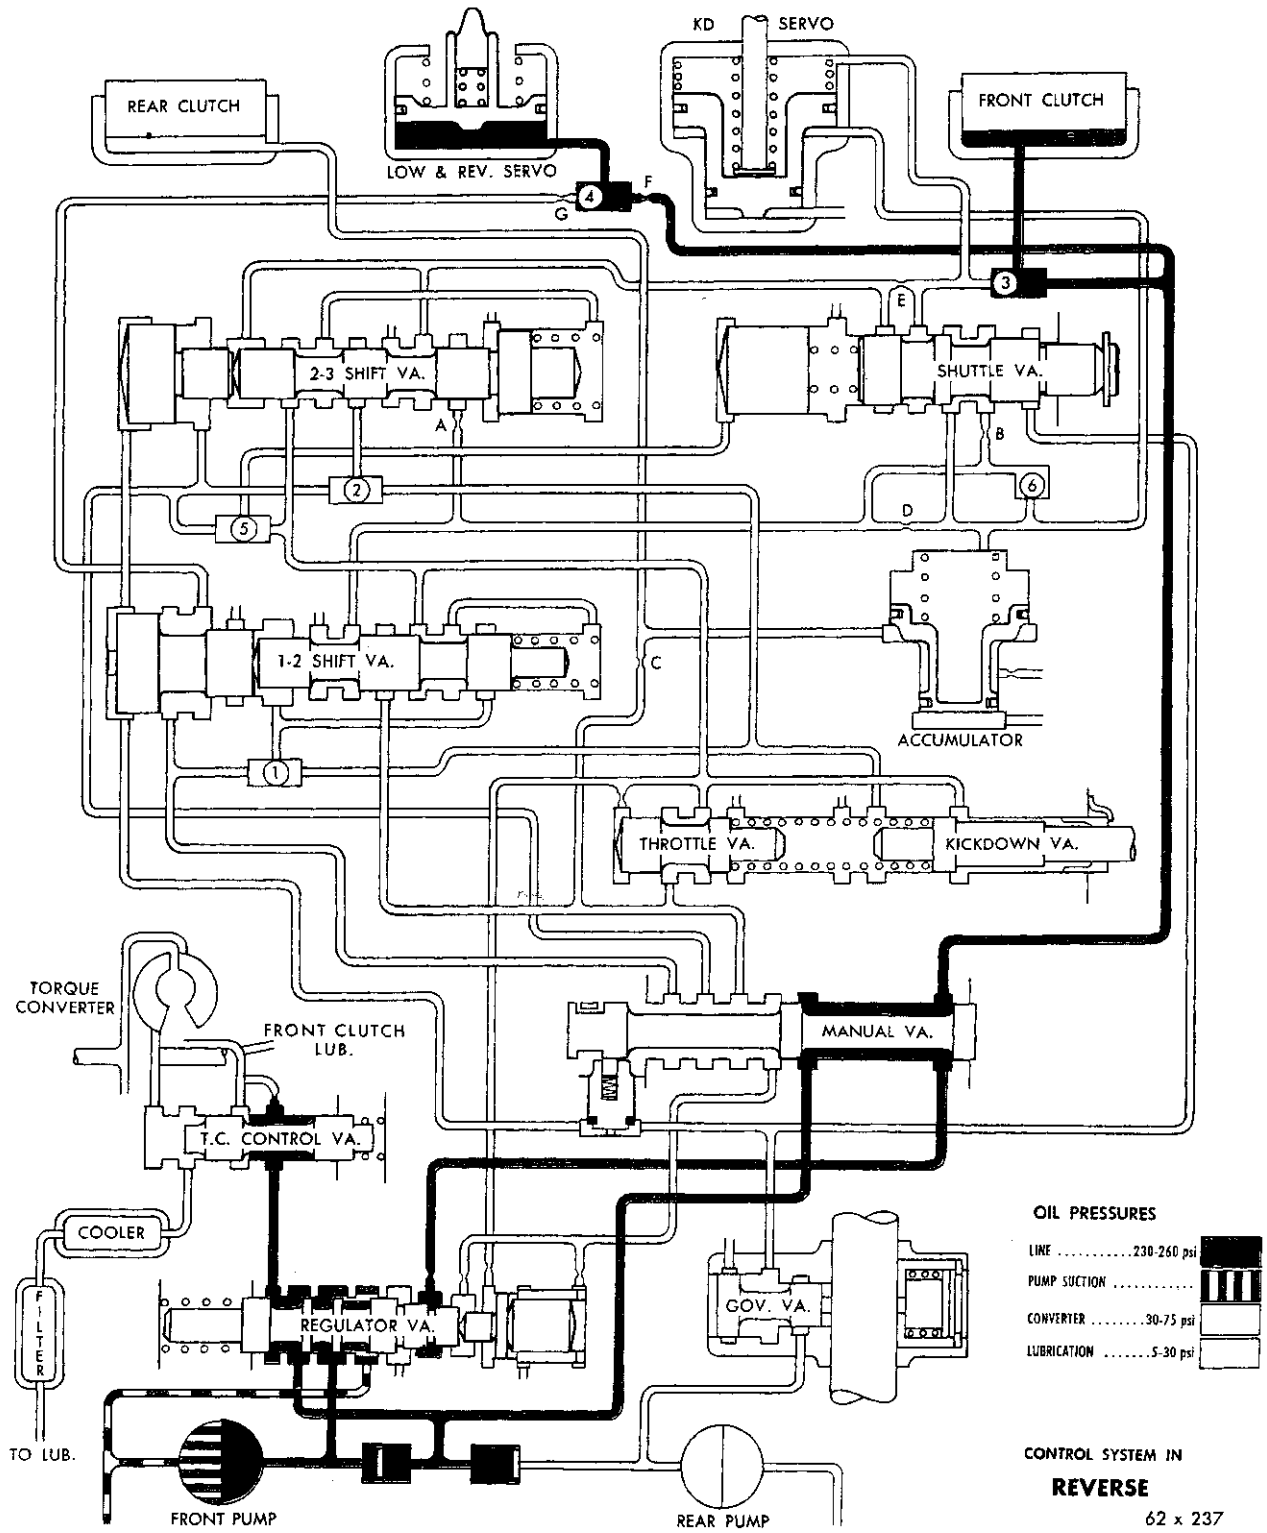 KD SERVO
REAR CLUTCH
FRONT CLUTCH
LOW & REV. SERVO
4
F
G
3
E
2-3 SHIFT VA.
SHUTTLE VA.
A
B
2
6
5
D
1-2 SHIFT VA.
C
ACCUMULATOR
1
THROTTLE VA.
KICKDOWN VA.
TORQUE
CONVERTER
FRONT CLUTCH
LUB.
MANUAL VA.
T.C. CONTROL VA.
COOLER
FILTER
GOV. VA.
REGULATOR VA.
OIL PRESSURES
LINE ...........230-260 psi
PUMP SUCTION ...........
CONVERTER ........30-75 psi
LUBRICATION ......5-30 psi
TO LUB.
FRONT PUMP
REAR PUMP
CONTROL SYSTEM IN
REVERSE
62 x 237